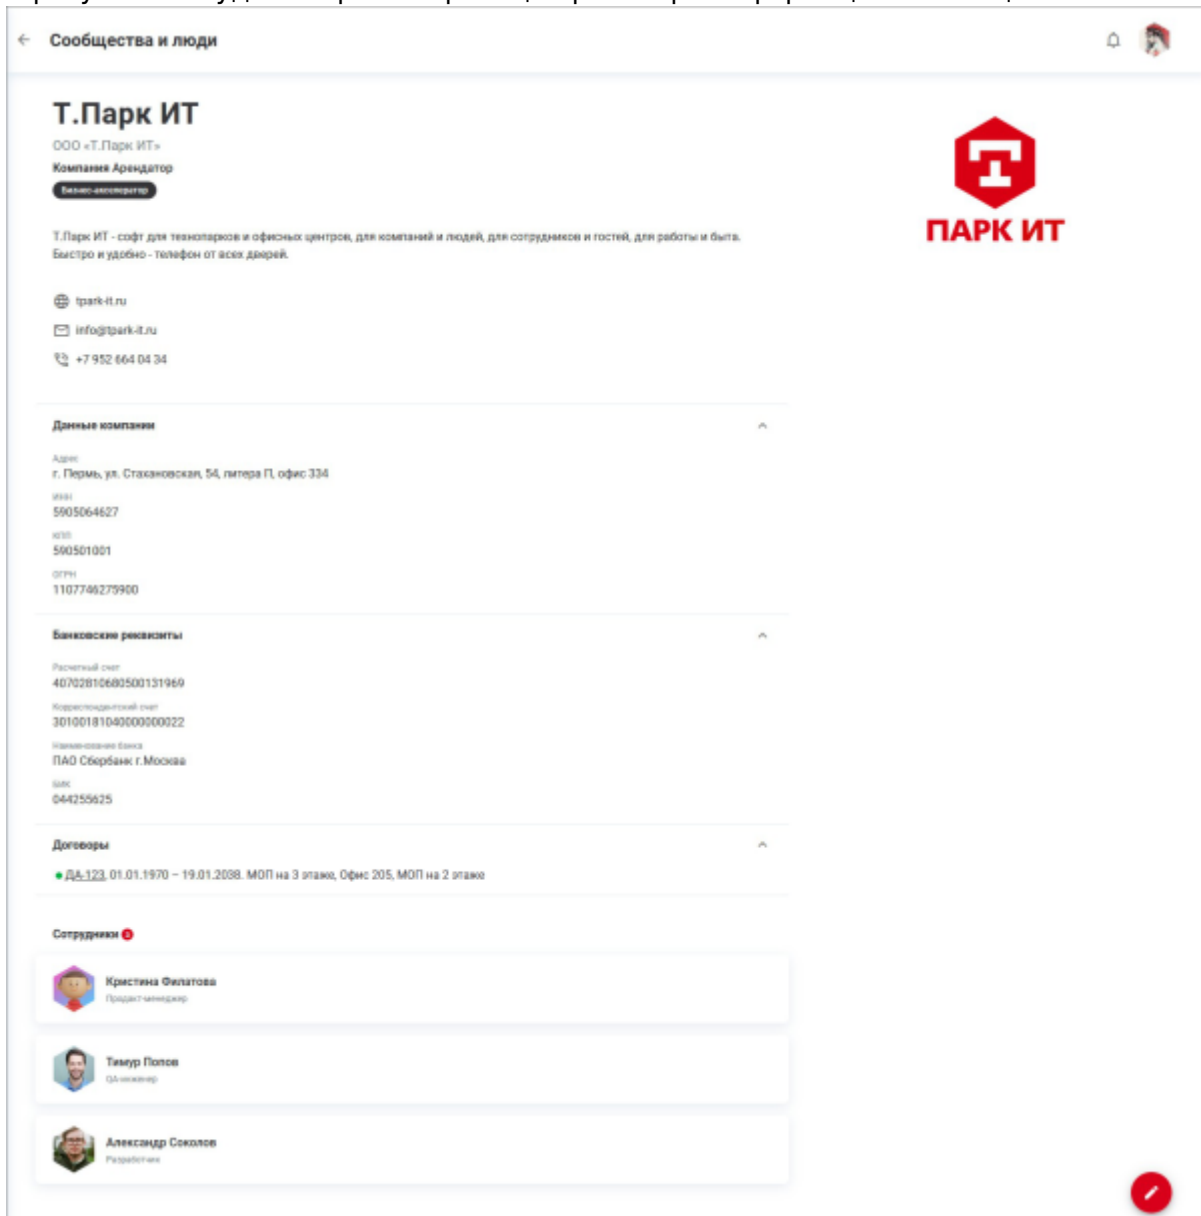 Сообщества и люди
Т.Парк ИТ
ООО «Т.Парк ИТ»
Компания Арендатор
Бизнес-акселератор
ПАРК ИТ
Т.Парк ИТ - софт для технопарков и офисных центров, для компаний и людей, для сотрудников и гостей, для работы и быта.
Быстро и удобно - телефон от всех дверей.
tpark-it.ru
info@tpark-it.ru
+7 952 664 04 34
Данные компании
Адрес
г. Пермь, ул. Стахановская, 54, литера П, офис 334
ИНН
5905064627
КПП
590501001
ОГРН
1107746275900
Банковские реквизиты
Расчетный счет
40702810680500131969
Корреспондентский счет
30100181040000000022
Наименование банка
ПАО Сбербанк г.Москва
БИК
044255625
Договоры
ДА-123, 01.01.1970 – 19.01.2038. МОП на 3 этаже, Офис 205, МОП на 2 этаже
Сотрудники 3
Кристина Филатова
Продакт-менеджер
Тимур Попов
QA-инженер
Александр Соколов
Разработчик